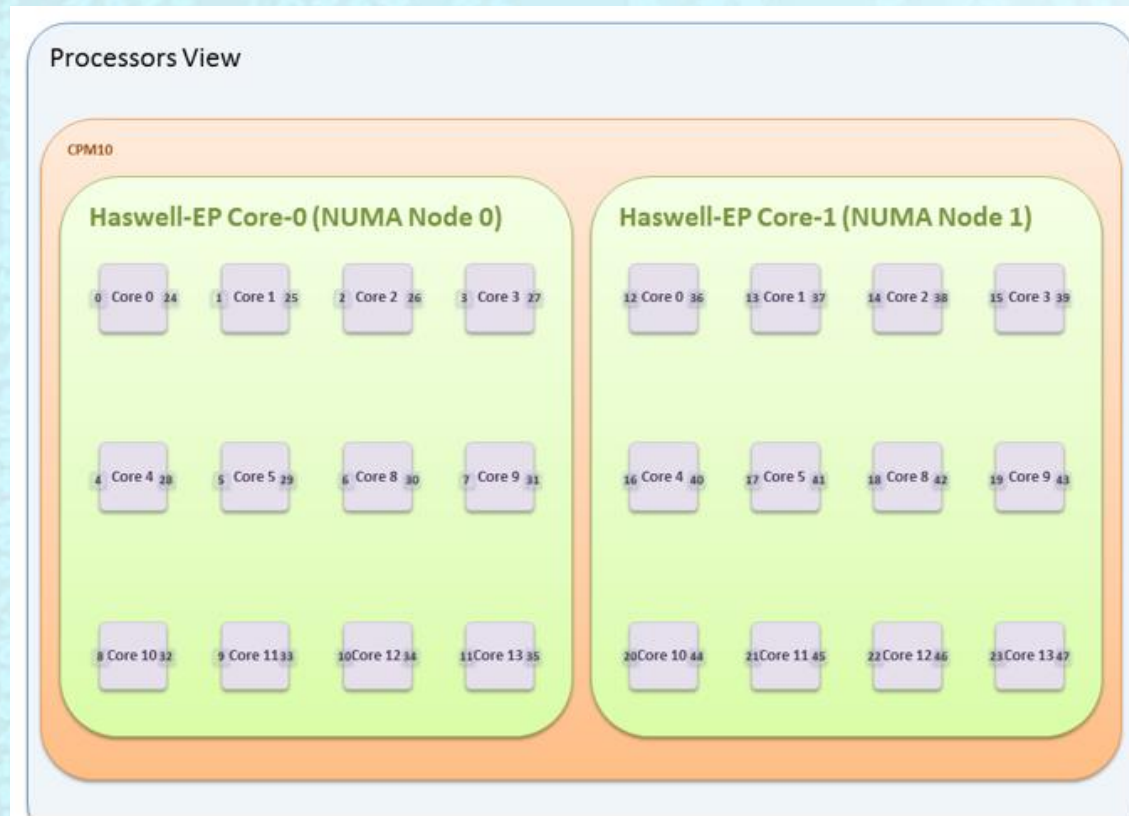 Processors View
CPM10
Haswell-EP Core-0 (NUMA Node 0)
0 Core 0 24 1 Core 1 25 2 Core 2 26 3 Core 3 27
4 Core 4 28 5 Core 5 29 6 Core 8 30 7 Core 9 31
8 Core 10 32 9 Core 11 33 10 Core 12 34 11 Core 13 35
Haswell-EP Core-1 (NUMA Node 1)
12 Core 0 36 13 Core 1 37 14 Core 2 38 15 Core 3 39
16 Core 4 40 17 Core 5 41 18 Core 8 42 19 Core 9 43
20 Core 10 44 21 Core 11 45 22 Core 12 46 23 Core 13 47